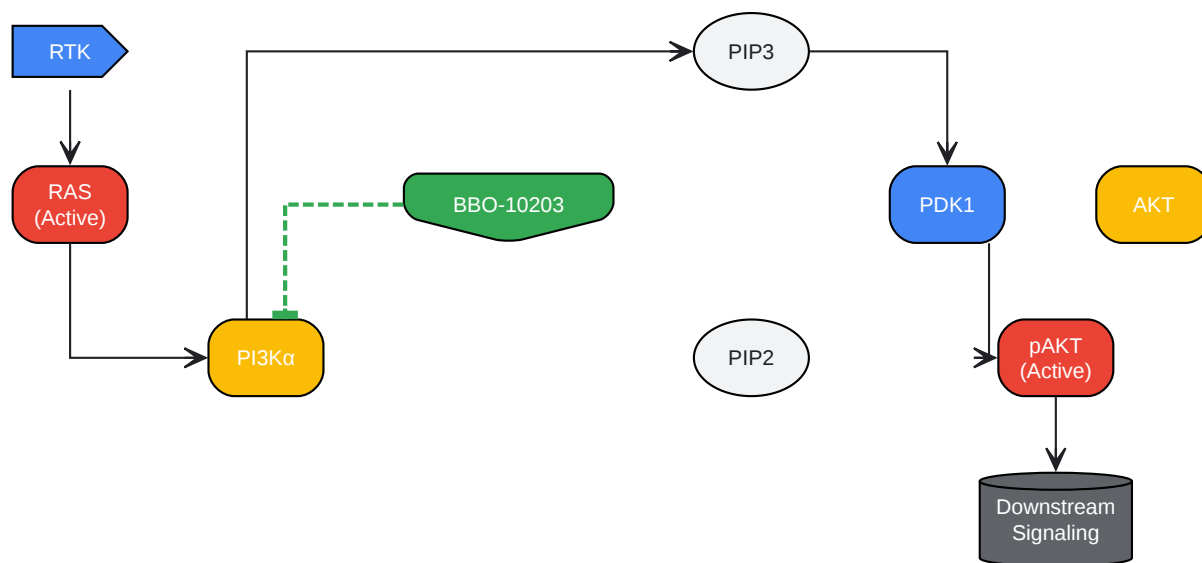 RTK
PIP3
RAS
(Active)
BBO-10203
PDK1
AKT
PI3Kα
PIP2
pAKT
(Active)
Downstream
Signaling